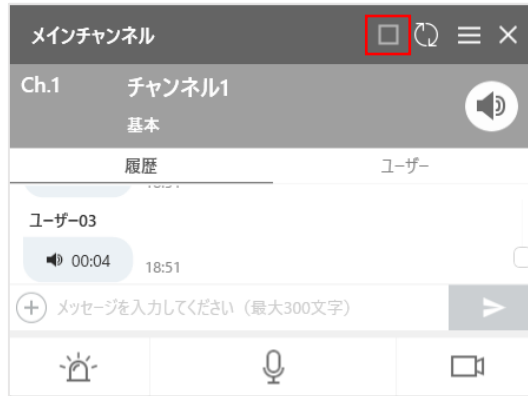 メインチャンネル
Ch.1 チャンネル1
基本
履歴 ユーザー
ユーザー03
00:04 18:51
メッセージを入力してください（最大300文字）